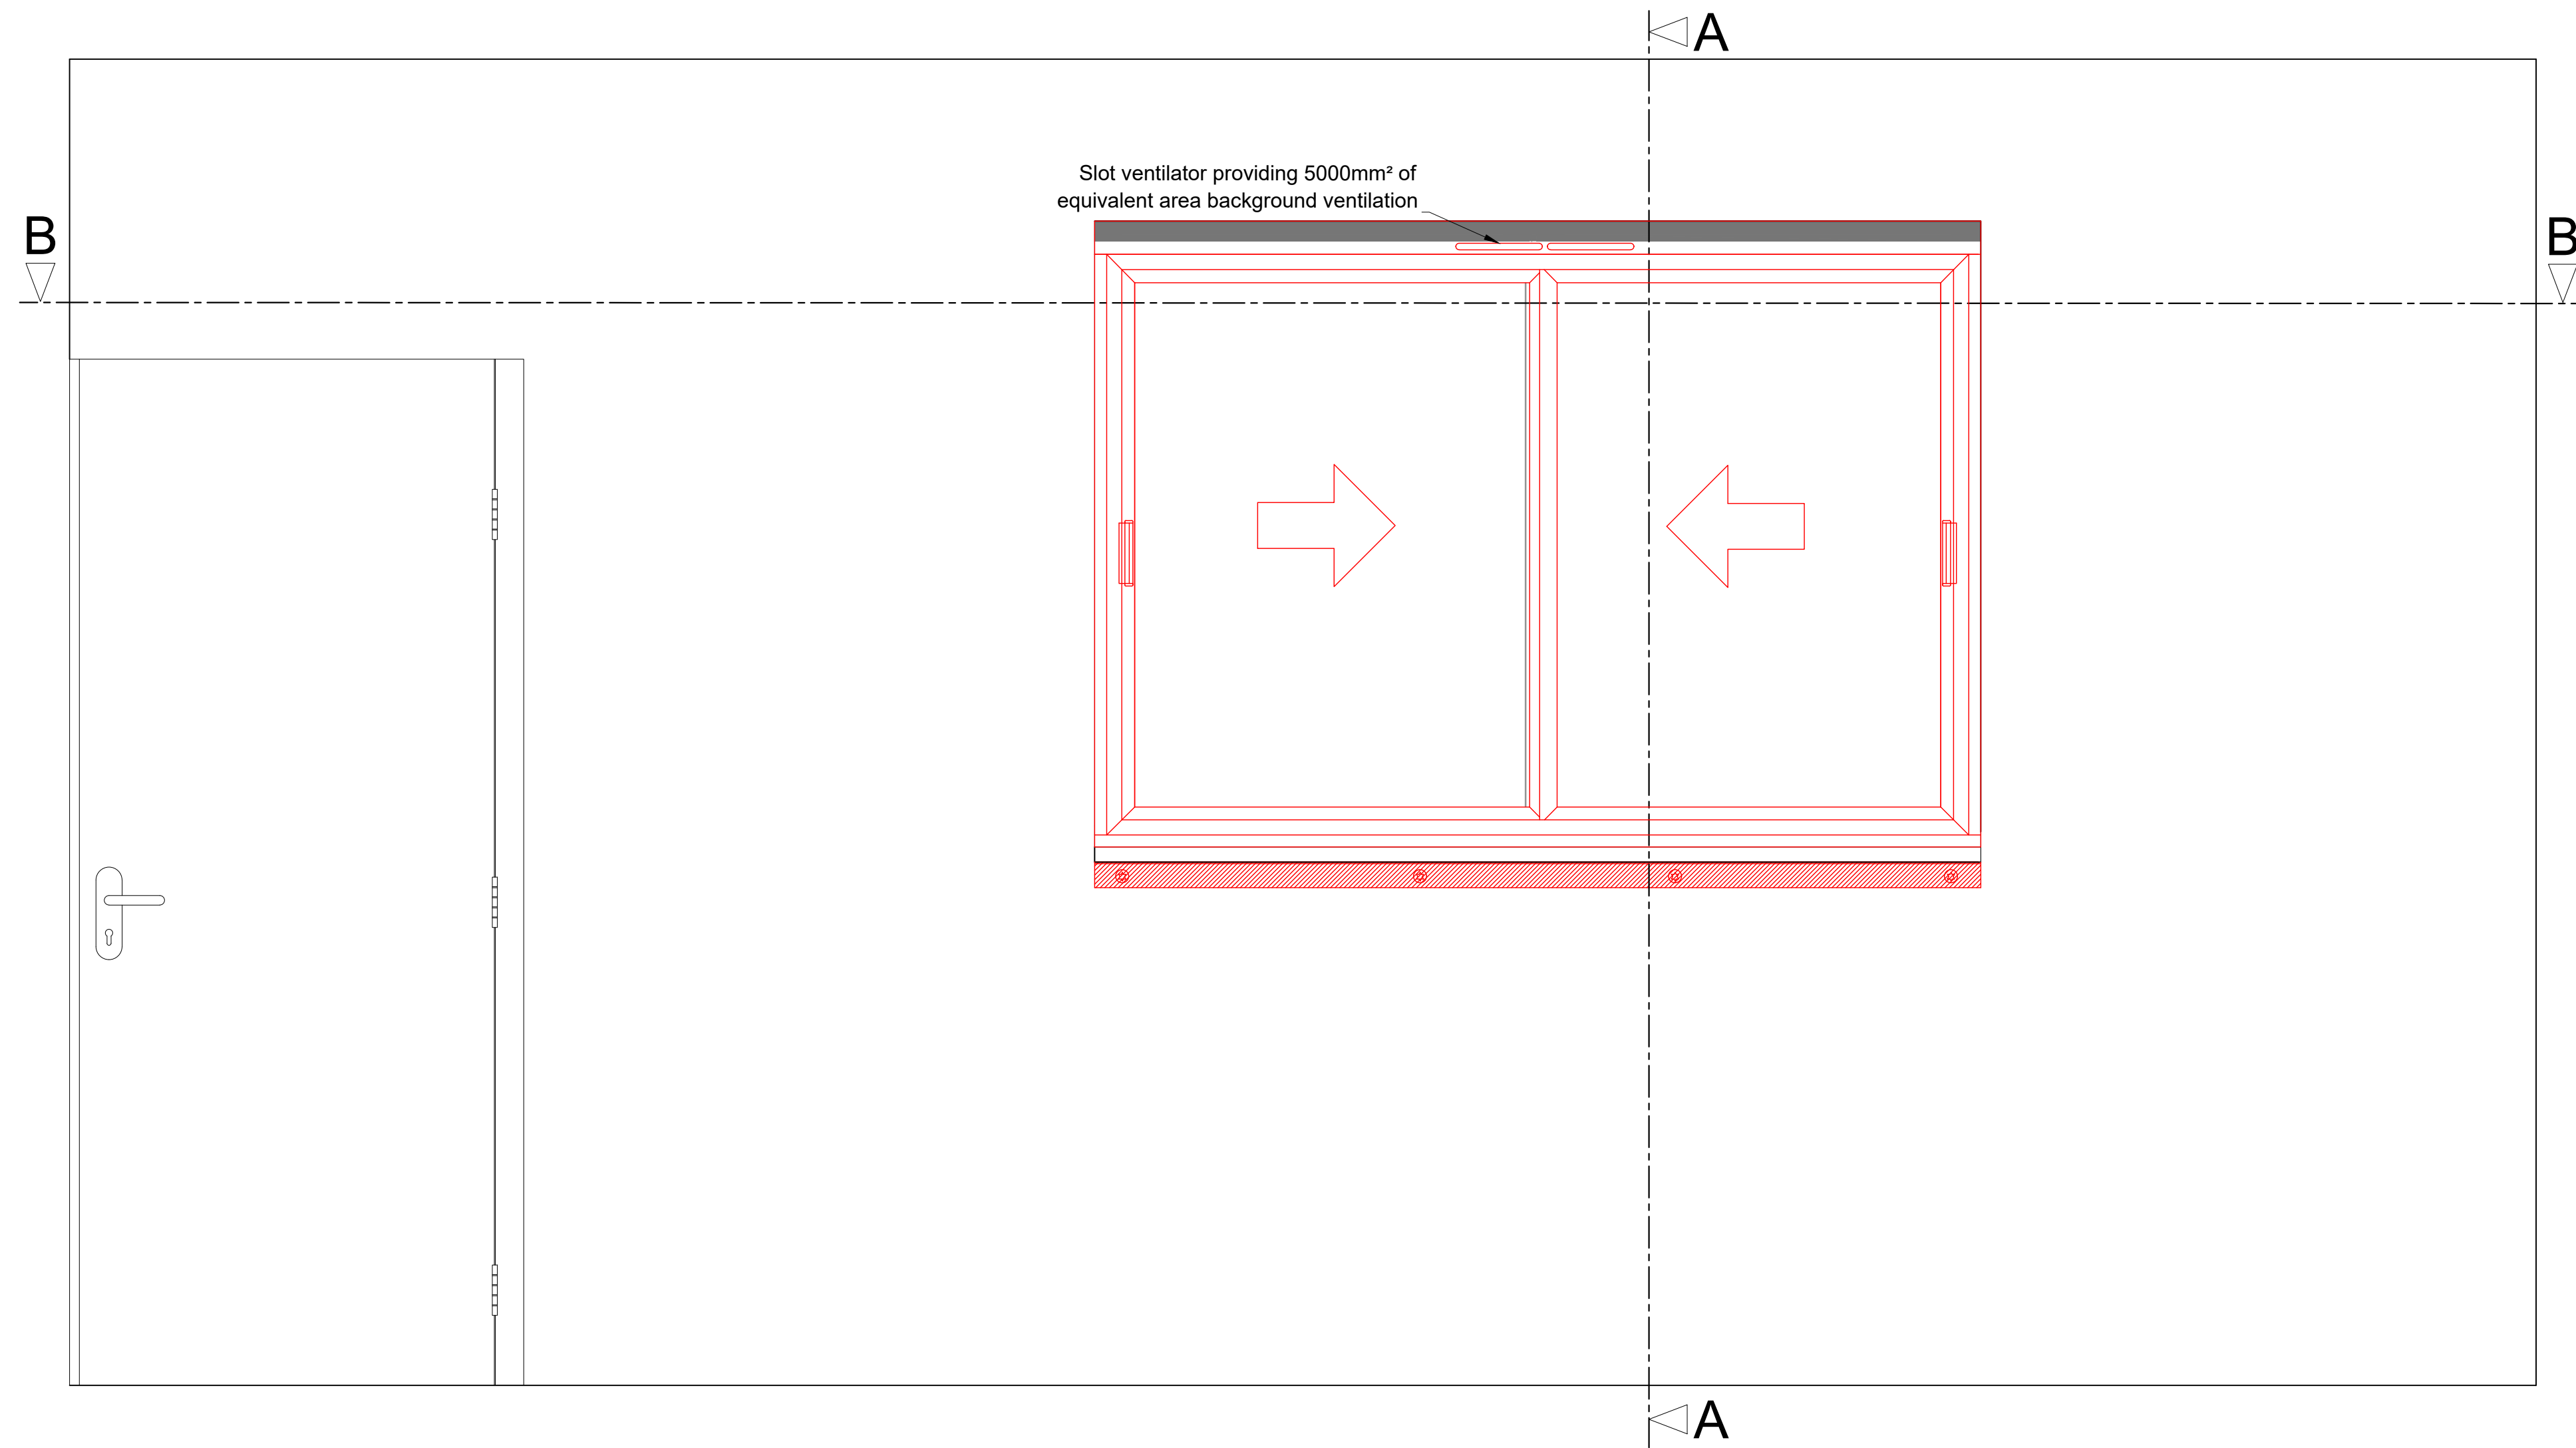 A
Slot ventilator providing 5000mm² of
equivalent area background ventilation
B
B
A